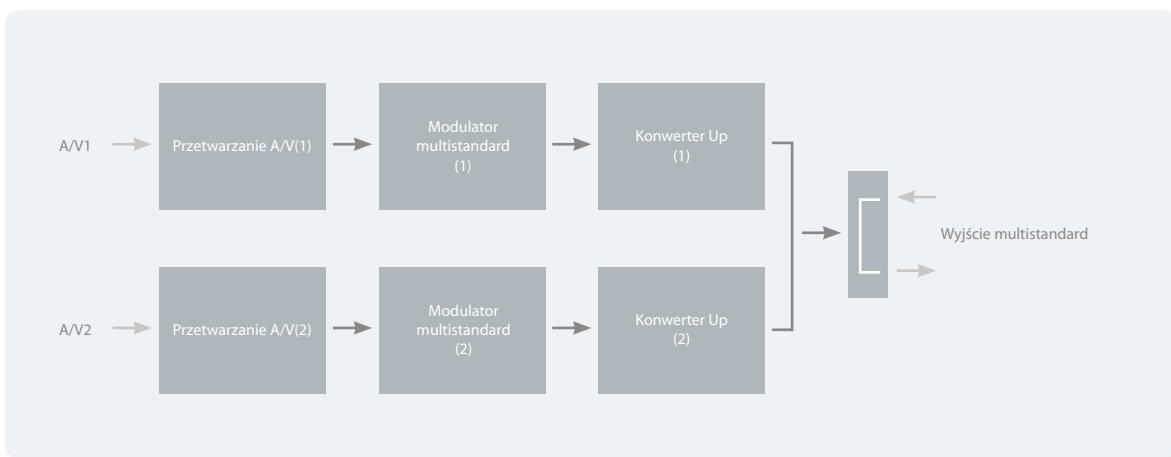 A/V1
Przetwarzanie A/V(1)
Modulator
multistandard
(1)
Konwerter Up
(1)
Wyjście multistandard
A/V2
Przetwarzanie A/V(2)
Modulator
multistandard
(2)
Konwerter Up
(2)